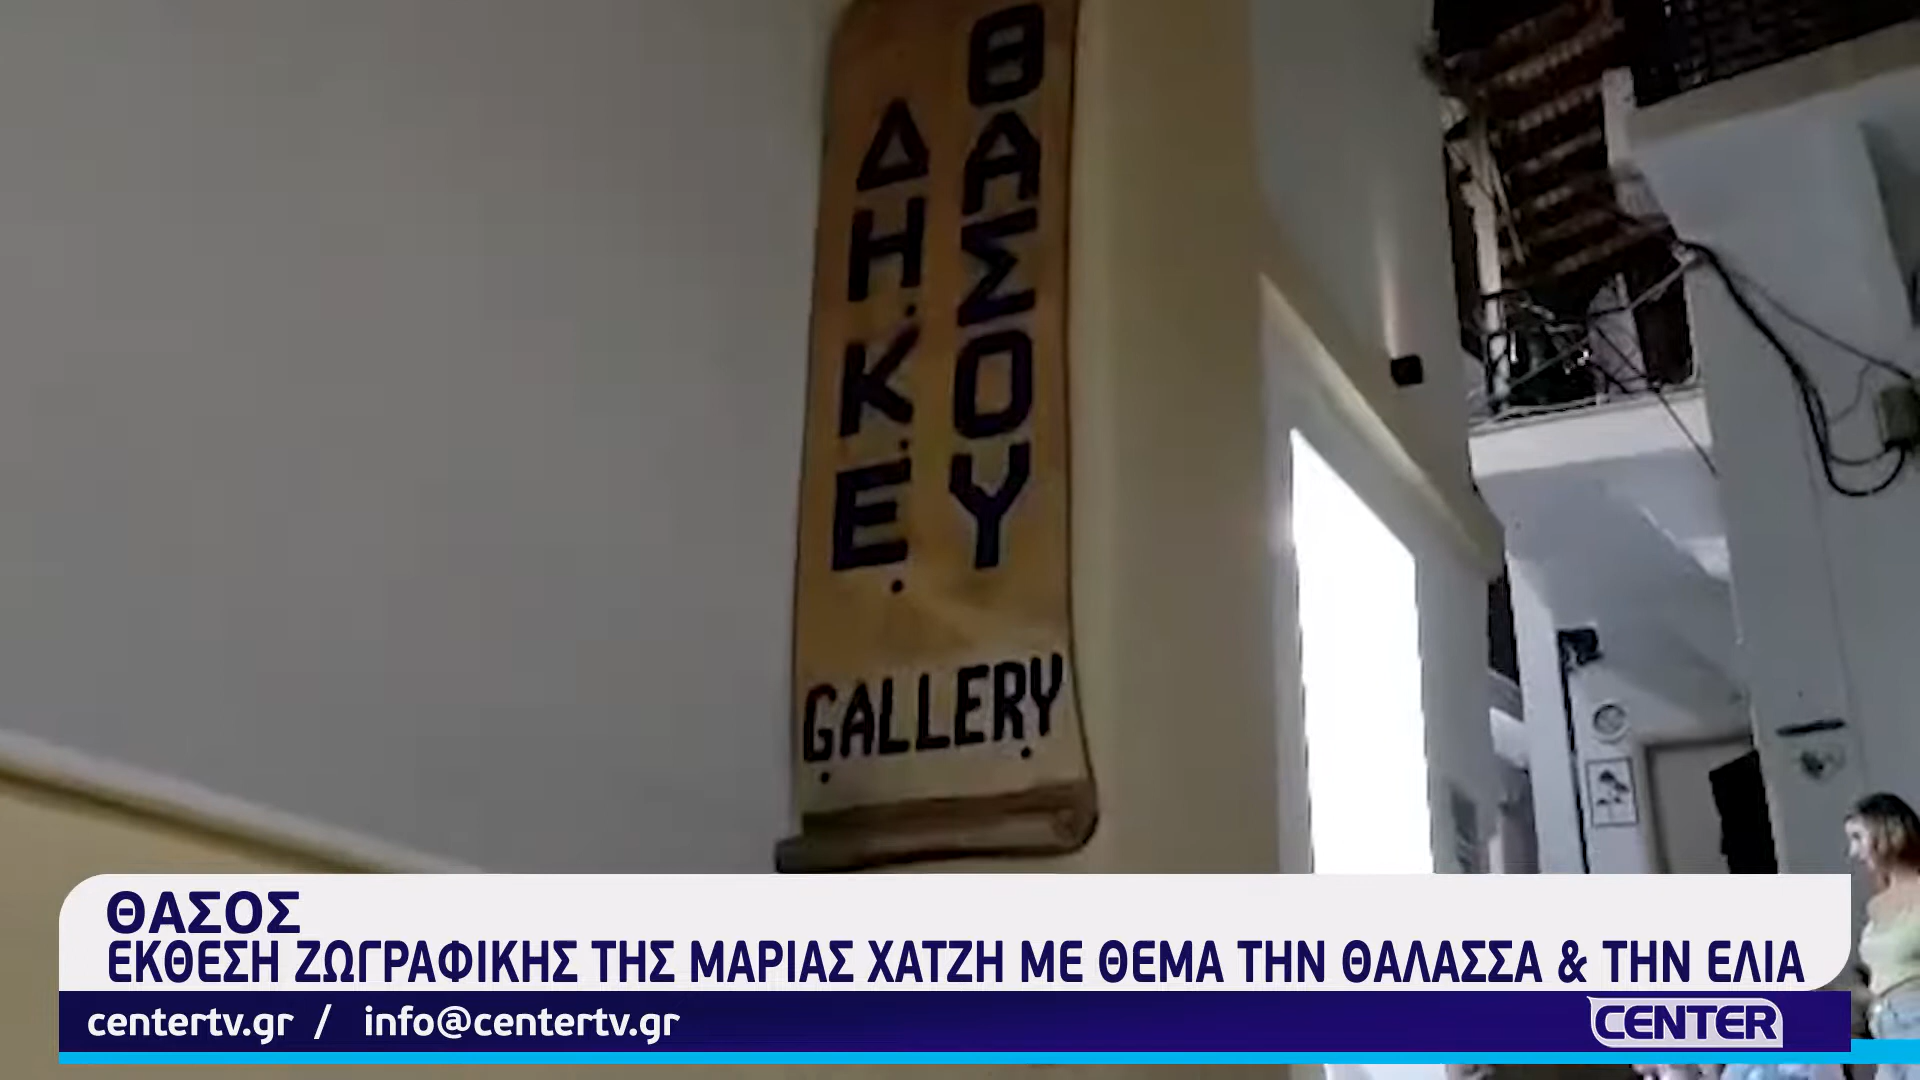 ΔΗ.Κ.Ε.
ΘΑΣΟΥ
GALLERY
ΘΑΣΟΣ
ΕΚΘΕΣΗ ΖΩΓΡΑΦΙΚΗΣ ΤΗΣ ΜΑΡΙΑΣ ΧΑΤΖΗ ΜΕ ΘΕΜΑ ΤΗΝ ΘΑΛΑΣΣΑ & ΤΗΝ ΕΛΙΑ
centertv.gr / info@centertv.gr
CENTER